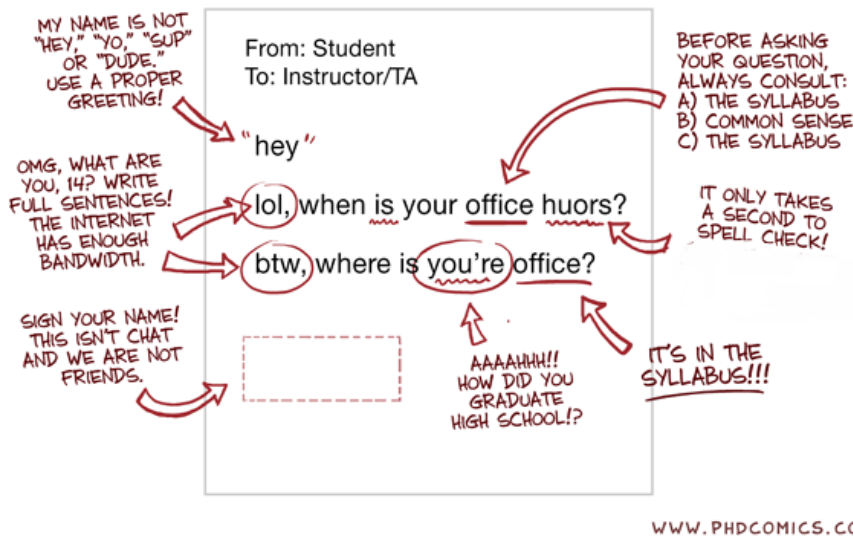 MY NAME IS NOT
"HEY," "YO," "SUP"
OR "DUDE."
USE A PROPER
GREETING!
From: Student
To: Instructor/TA
BEFORE ASKING
YOUR QUESTION,
ALWAYS CONSULT:
A) THE SYLLABUS
B) COMMON SENSE
C) THE SYLLABUS
"hey"
OMG, WHAT ARE
YOU, 14? WRITE
FULL SENTENCES!
THE INTERNET
HAS ENOUGH
BANDWIDTH.
lol, when is your office huors?
IT ONLY TAKES
A SECOND TO
SPELL CHECK!
btw, where is you're office?
SIGN YOUR NAME!
THIS ISN'T CHAT
AND WE ARE NOT
FRIENDS.
AAAAHHH!!
HOW DID YOU
GRADUATE
HIGH SCHOOL!?
IT'S IN THE
SYLLABUS!!!
WWW.PHDCOMICS.CO